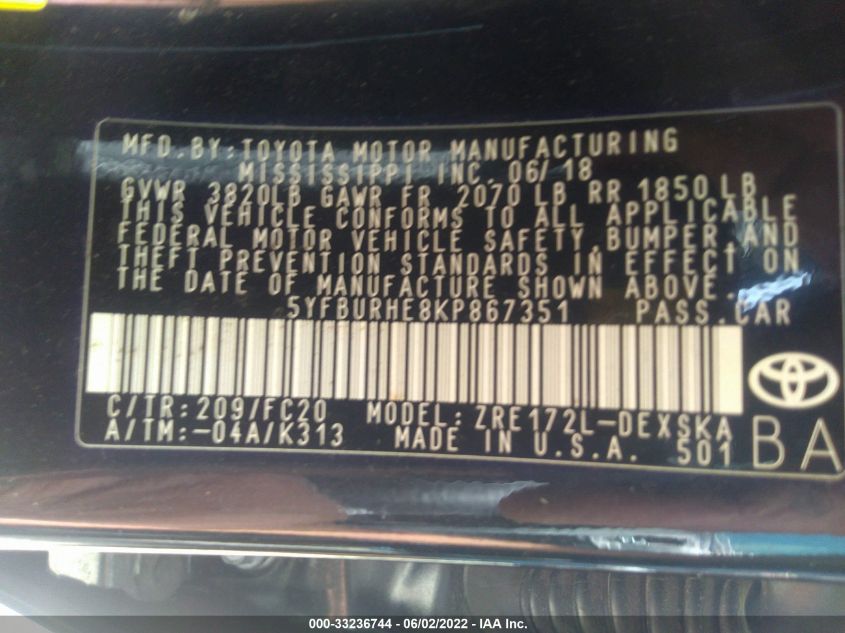 MFD. BY: TOYOTA MOTOR MANUFACTURING
MISSISSIPPI INC. 06/18
GVWR 3820LB GAWR FR 2070 LB RR 1850 LB
THIS VEHICLE CONFORMS TO ALL APPLICABLE
FEDERAL MOTOR VEHICLE SAFETY, BUMPER, AND
THEFT PREVENTION STANDARDS IN EFFECT ON
THE DATE OF MANUFACTURE SHOWN ABOVE.
5YFBURHE8KP867351 PASS. CAR
C/TR: 209/FC20 MODEL: ZRE172L-DEXSKA
A/TM:-04A/K313 MADE IN U.S.A. 501 BA
000-33236744 - 06/02/2022 - IAA Inc.